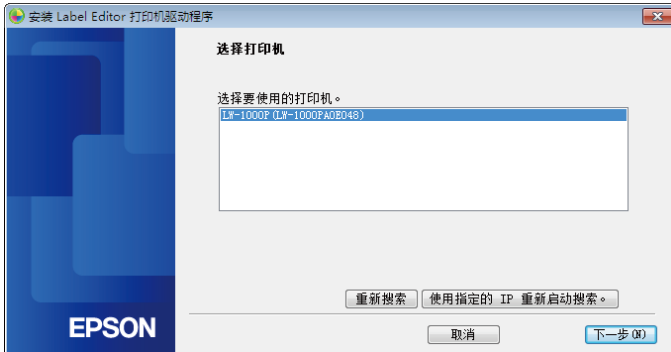 安装 Label Editor 打印机驱动程序
选择打印机
选择要使用的打印机。
LW-1000P(LW-1000PA0E048)
重新搜索
使用指定的 IP 重新启动搜索。
EPSON
取消
下一步(N)